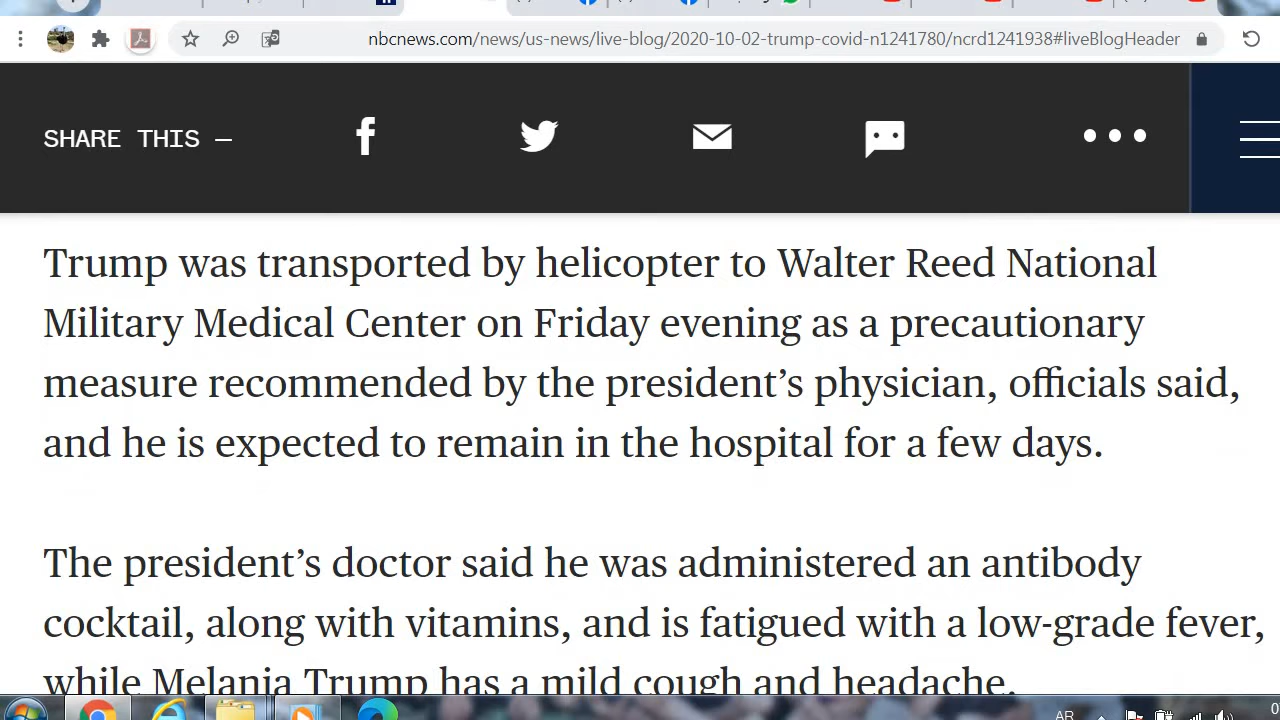 nbcnews.com/news/us-news/live-blog/2020-10-02-trump-covid-n1241780/ncrd1241938#liveBlogHeader
SHARE THIS —
Trump was transported by helicopter to Walter Reed National
Military Medical Center on Friday evening as a precautionary
measure recommended by the president’s physician, officials said,
and he is expected to remain in the hospital for a few days.
The president’s doctor said he was administered an antibody
cocktail, along with vitamins, and is fatigued with a low-grade fever,
while Melania Trump has a mild cough and headache.
AR